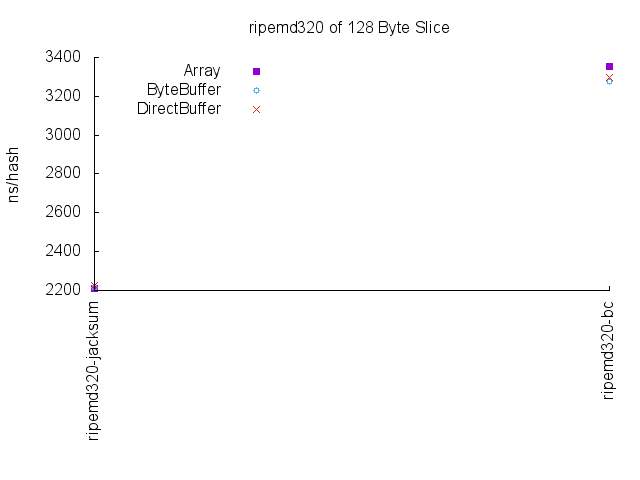 ripemd320 of 128 Byte Slice
ns/hash
3400
3200
3000
2800
2600
2400
2200
Array
ByteBuffer
DirectBuffer
ripemd320-jacksum
ripemd320-bc